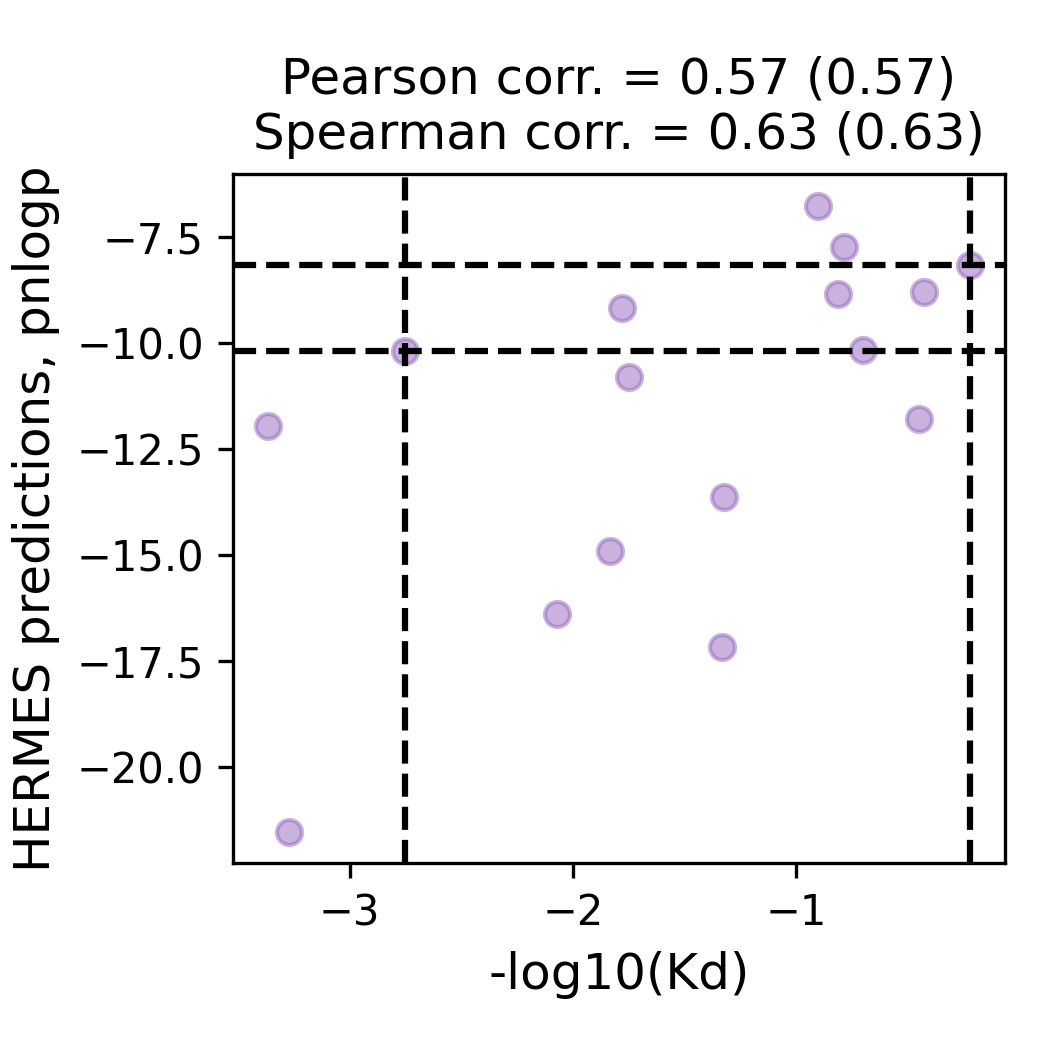 Pearson corr. = 0.57 (0.57)
Spearman corr. = 0.63 (0.63)
HERMES predictions, pnlogp
−7.5
−10.0
−12.5
−15.0
−17.5
−20.0
−3
−2
−1
-log10(Kd)